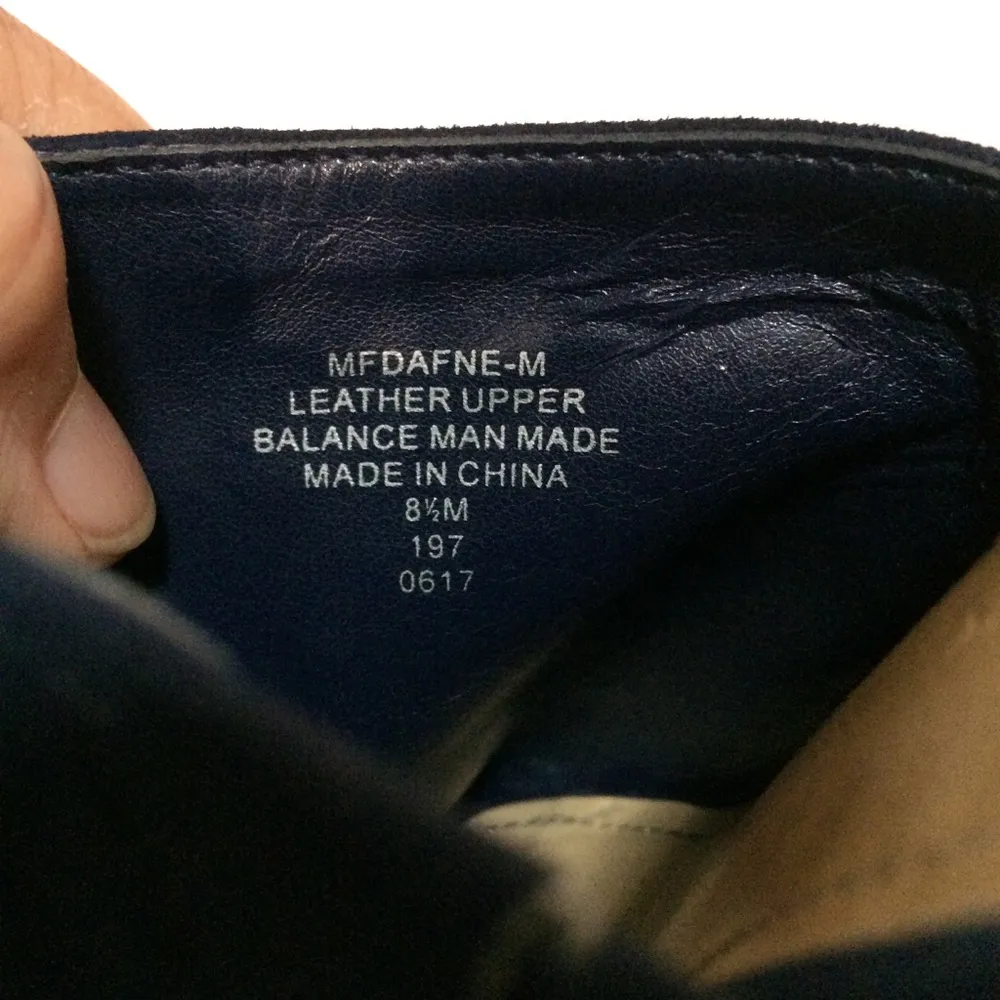 MFDAFNE-M
LEATHER UPPER
BALANCE MAN MADE
MADE IN CHINA
8½M
197
0617